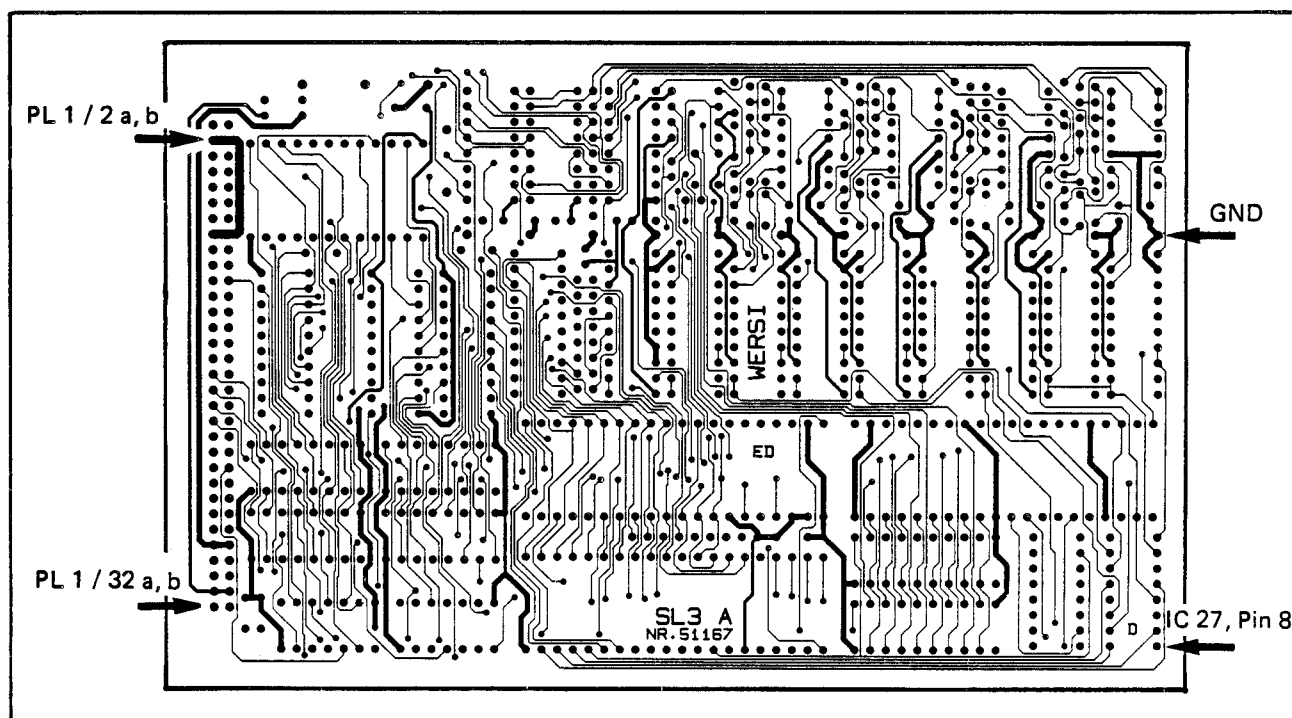 PL 1 / 2 a, b
GND
WERSI
ED
PL 1 / 32 a, b
SL3 A
NR.51167
D
IC 27, Pin 8